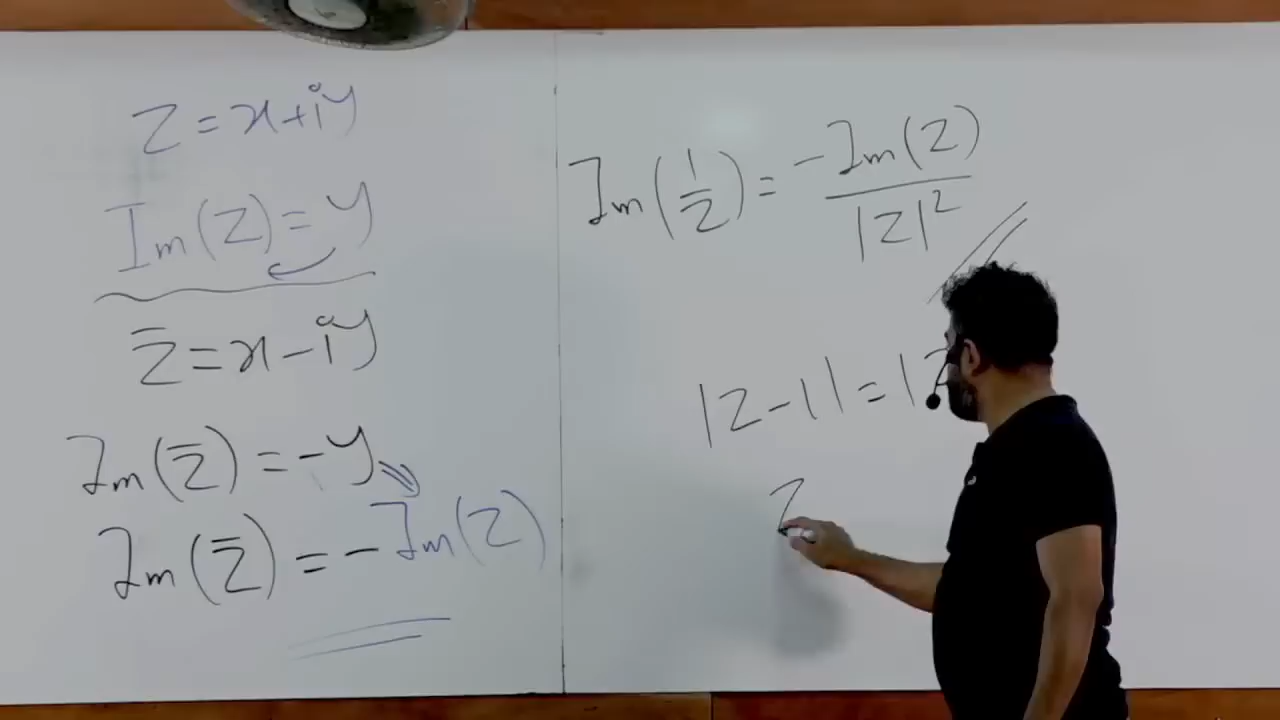 z = x + iy
Im(z) = y
z̄ = x - iy
Im(z̄) = -y
Im(z̄) = -Im(z)
Im(1/z) = -Im(z)/|z|²
|z - 1| = |z
z